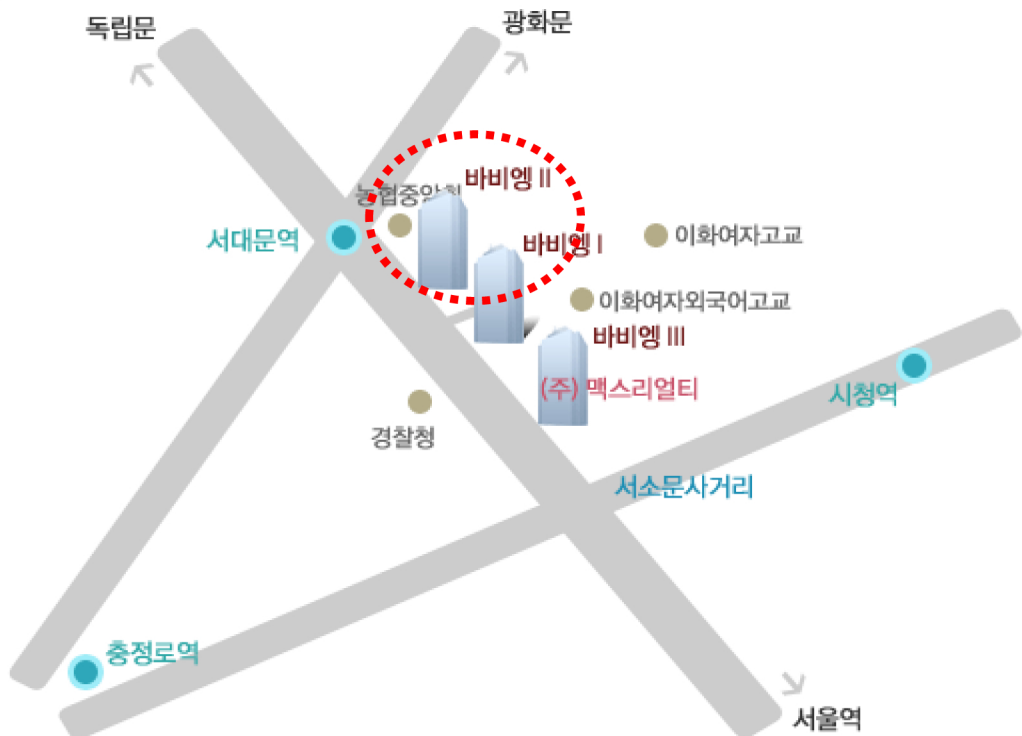 독립문
광화문
바비엥 II
농협중앙회
서대문역
바비엥 I
이화여자고교
이화여자외국어고교
바비엥 III
(주) 맥스리얼티
시청역
경찰청
서소문사거리
충정로역
서울역